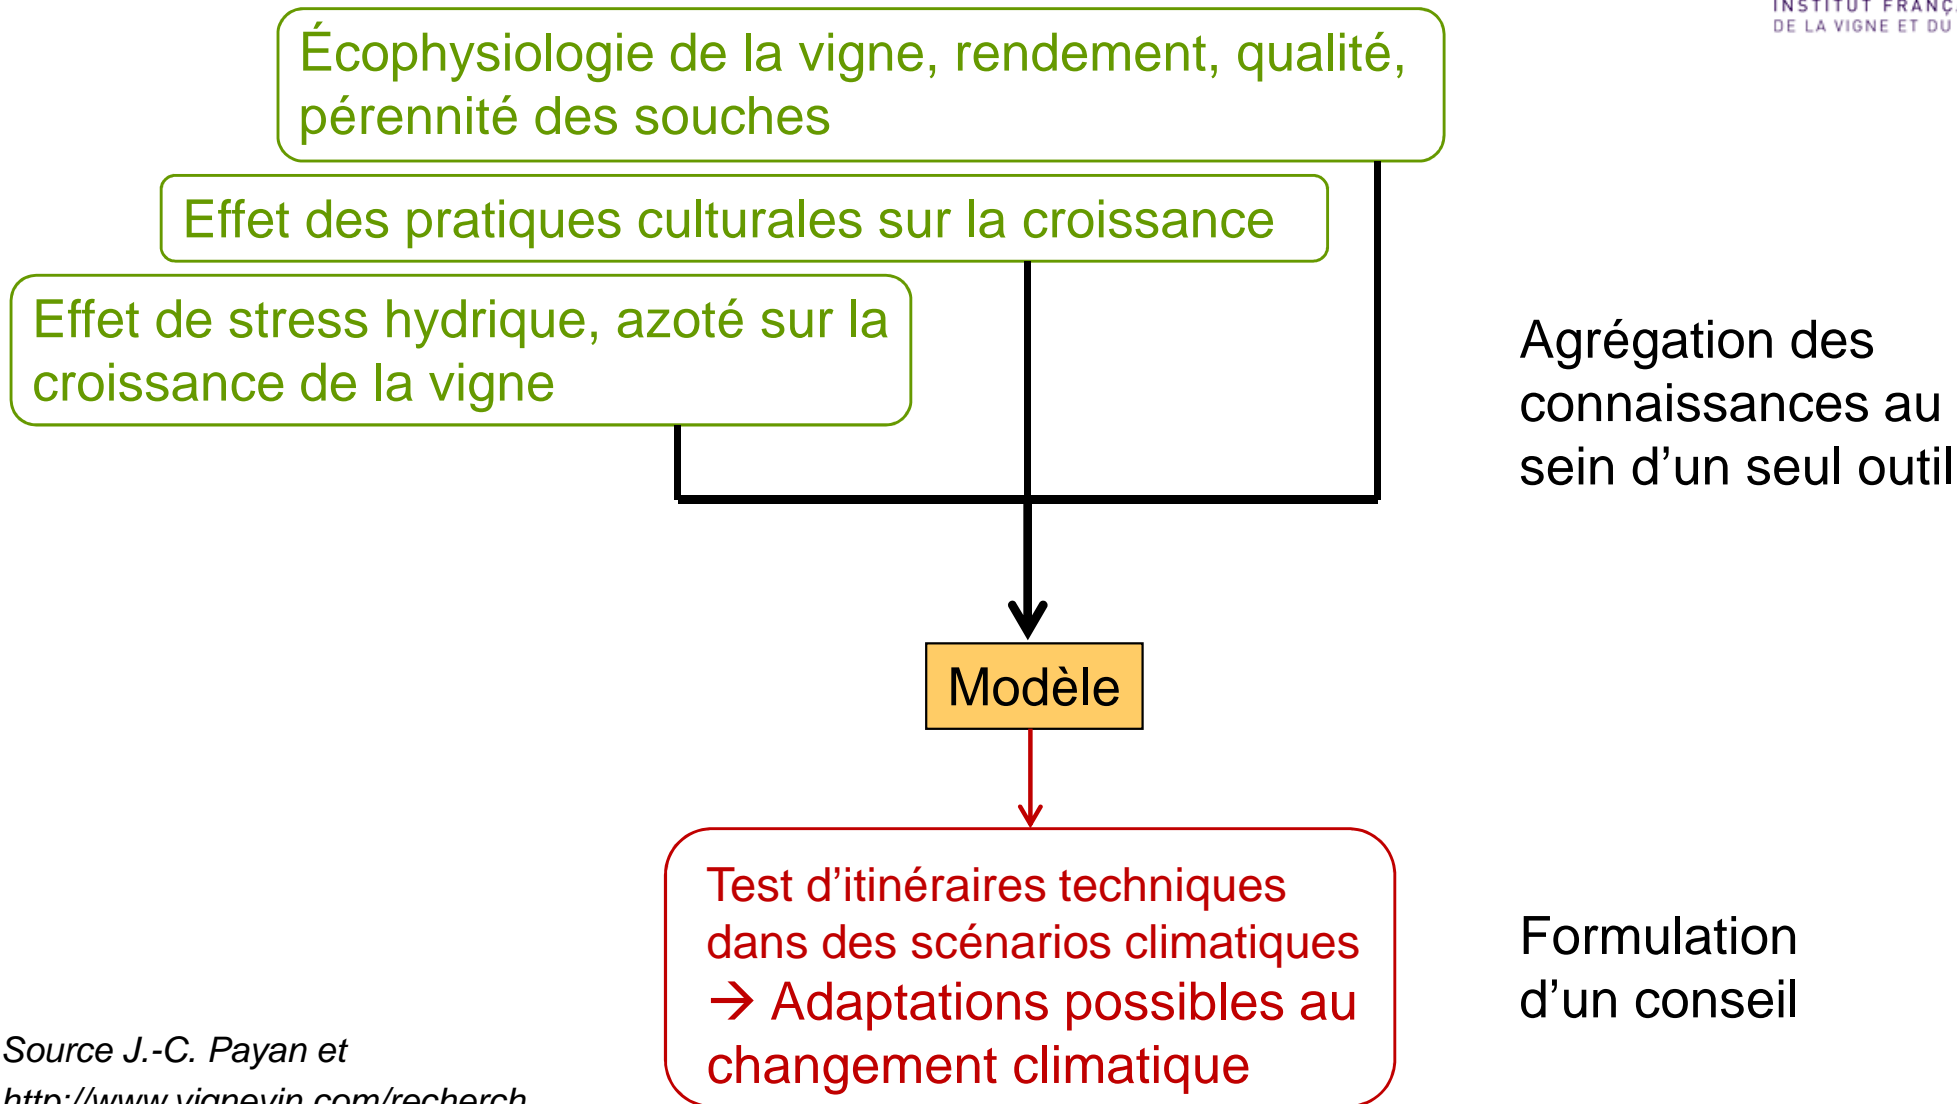 INSTITUT FRANÇ
DE LA VIGNE ET DU
Écophysiologie de la vigne, rendement, qualité,
pérennité des souches
Effet des pratiques culturales sur la croissance
Effet de stress hydrique, azoté sur la
croissance de la vigne
Agrégation des
connaissances au
sein d’un seul outil
Modèle
Test d’itinéraires techniques
dans des scénarios climatiques
→ Adaptations possibles au
changement climatique
Formulation
d’un conseil
Source J.-C. Payan et
http://www.vignevin.com/recherch